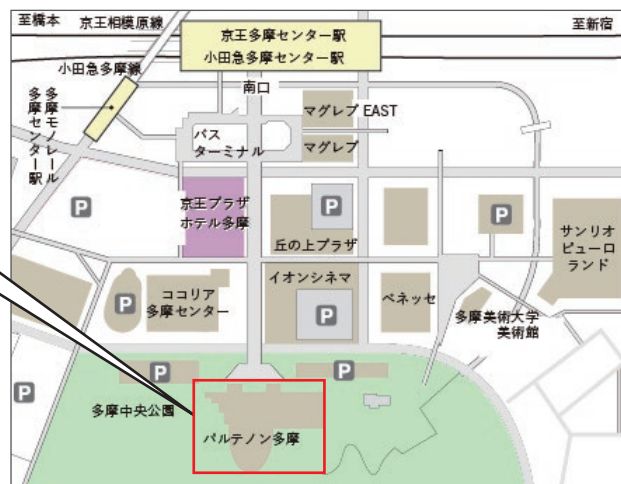 至橋本
京王相模原線
京王多摩センター駅
小田急多摩センター駅
至新宿
小田急多摩線
多摩モノレール
多摩センター駅
南口
マグレブ EAST
マグレブ
バス
ターミナル
P
京王プラザ
ホテル多摩
P
丘の上プラザ
P
サンリオ
ピューロ
ランド
P
ココリア
多摩センター
イオンシネマ
P
ベネッセ
多摩美術大学
美術館
P
P
P
多摩中央公園
パルテノン多摩